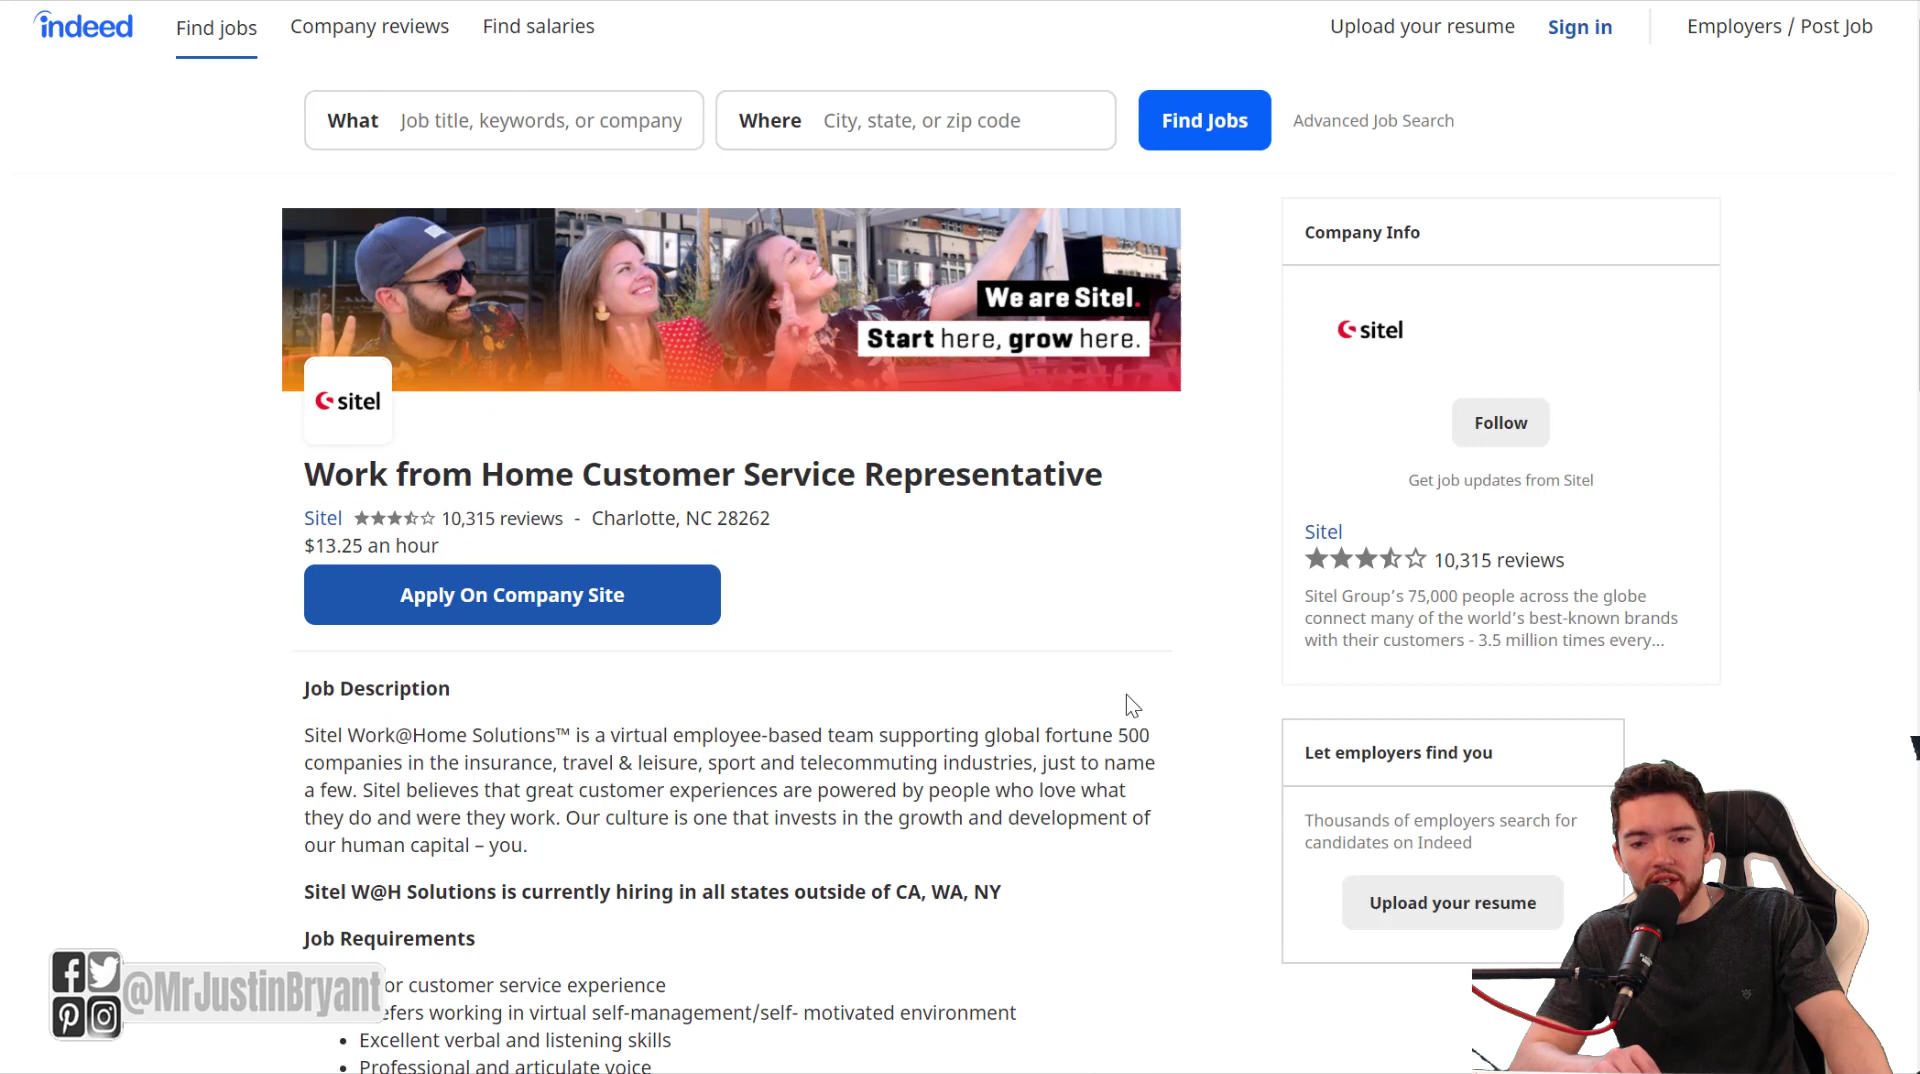 indeed
Find jobs
Company reviews
Find salaries
Upload your resume
Sign in
Employers / Post Job
What
Job title, keywords, or company
Where
City, state, or zip code
Find Jobs
Advanced Job Search
We are Sitel.
Start here, grow here.
sitel
Work from Home Customer Service Representative
Sitel 10,315 reviews - Charlotte, NC 28262
$13.25 an hour
Apply On Company Site
Job Description
Sitel Work@Home Solutions™ is a virtual employee-based team supporting global fortune 500
companies in the insurance, travel & leisure, sport and telecommuting industries, just to name
a few. Sitel believes that great customer experiences are powered by people who love what
they do and were they work. Our culture is one that invests in the growth and development of
our human capital – you.
Sitel W@H Solutions is currently hiring in all states outside of CA, WA, NY
Job Requirements
or customer service experience
efers working in virtual self-management/self- motivated environment
• Excellent verbal and listening skills
• Professional and articulate voice
@MrJustinBryant
Company Info
sitel
Follow
Get job updates from Sitel
Sitel
10,315 reviews
Sitel Group's 75,000 people across the globe
connect many of the world's best-known brands
with their customers - 3.5 million times every...
Let employers find you
Thousands of employers search for
candidates on Indeed
Upload your resume